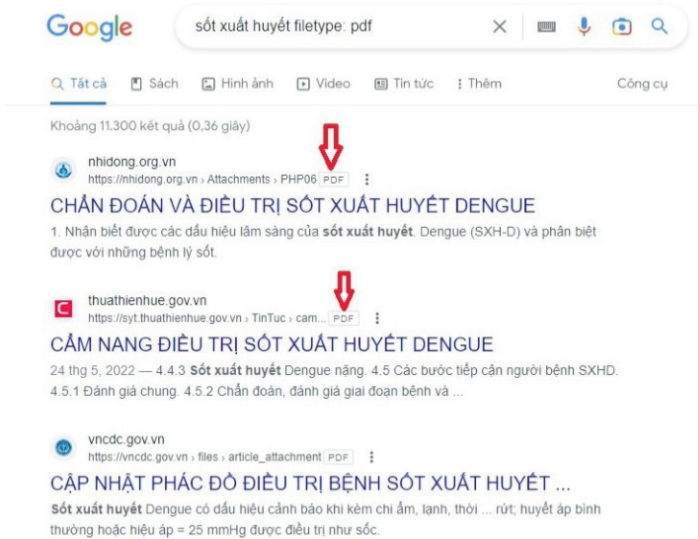 Google
sốt xuất huyết filetype: pdf
Tất cả Sách Hình ảnh Video Tin tức Thêm Công cụ
Khoảng 11.300 kết quả (0,36 giây)
nhidong.org.vn
https://nhidong.org.vn › Attachments › PHP06 PDF
CHẨN ĐOÁN VÀ ĐIỀU TRỊ SỐT XUẤT HUYẾT DENGUE
1. Nhận biết được các dấu hiệu lâm sàng của sốt xuất huyết. Dengue (SXH-D) và phân biệt
được với những bệnh lý sốt.
thuathienhue.gov.vn
https://syt.thuathienhue.gov.vn › TinTuc › cam... PDF
CẨM NANG ĐIỀU TRỊ SỐT XUẤT HUYẾT DENGUE
24 thg 5, 2022 — 4.4.3 Sốt xuất huyết Dengue nặng. 4.5 Các bước tiếp cận người bệnh SXHD.
4.5.1 Đánh giá chung. 4.5.2 Chẩn đoán, đánh giá giai đoạn bệnh và ...
vncdc.gov.vn
https://vncdc.gov.vn › files › article_attachment PDF
CẬP NHẬT PHÁC ĐỒ ĐIỀU TRỊ BỆNH SỐT XUẤT HUYẾT ...
Sốt xuất huyết Dengue có dấu hiệu cảnh báo khi kèm chi ẩm, lạnh, thời ... rứt; huyết áp bình
thường hoặc hiệu áp = 25 mmHg được điều trị như sốc.